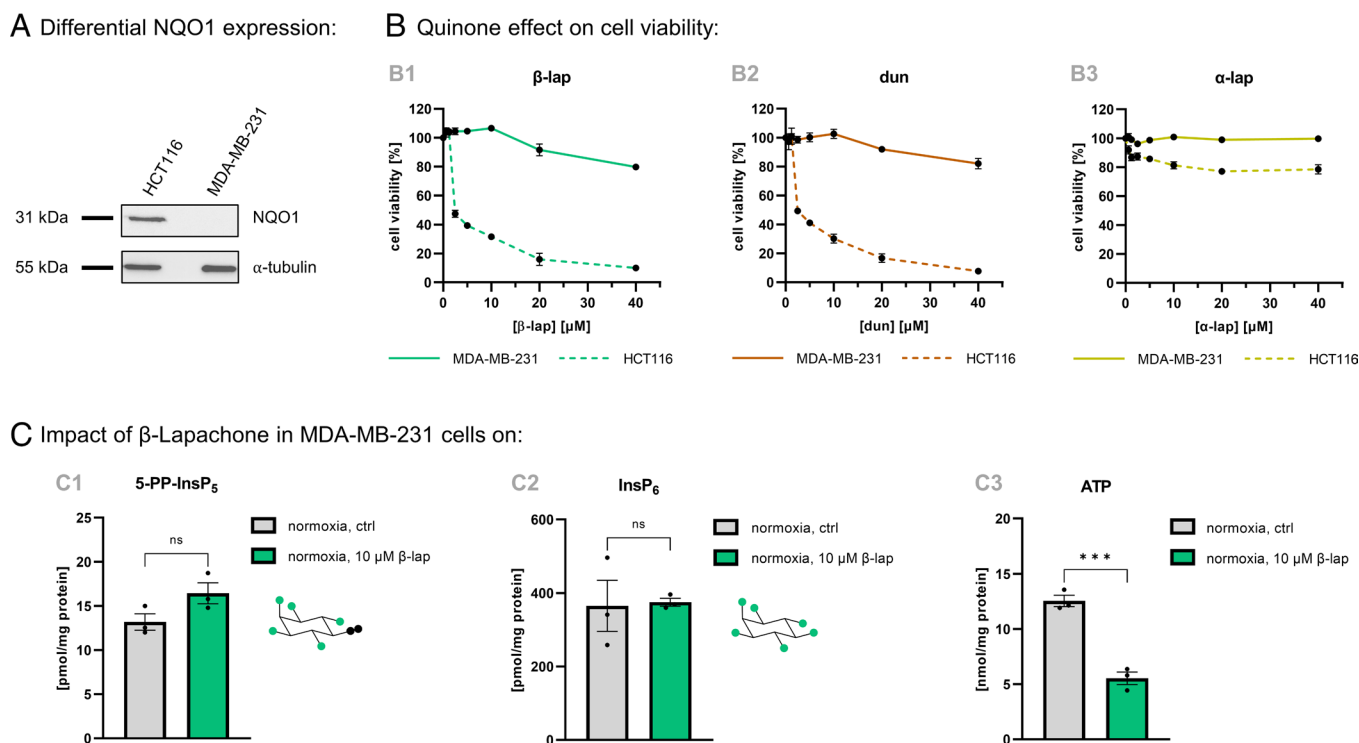 A Differential NQO1 expression:
HCT116
MDA-MB-231
31 kDa
NQO1
55 kDa
α-tubulin
B Quinone effect on cell viability:
B1
β-lap
cell viability [%]
120
100
80
60
40
20
0
0 10 20 30 40
[β-lap] [µM]
MDA-MB-231 HCT116
B2
dun
cell viability [%]
120
100
80
60
40
20
0
0 10 20 30 40
[dun] [µM]
MDA-MB-231 HCT116
B3
α-lap
cell viability [%]
120
100
80
60
40
20
0
0 10 20 30 40
[α-lap] [µM]
MDA-MB-231 HCT116
C Impact of β-Lapachone in MDA-MB-231 cells on:
C1
5-PP-InsP₅
[pmol/mg protein]
25
20
15
10
5
0
ns
normoxia, ctrl
normoxia, 10 µM β-lap
C2
InsP₆
[pmol/mg protein]
600
400
200
0
ns
normoxia, ctrl
normoxia, 10 µM β-lap
C3
ATP
[nmol/mg protein]
20
15
10
5
0
***
normoxia, ctrl
normoxia, 10 µM β-lap